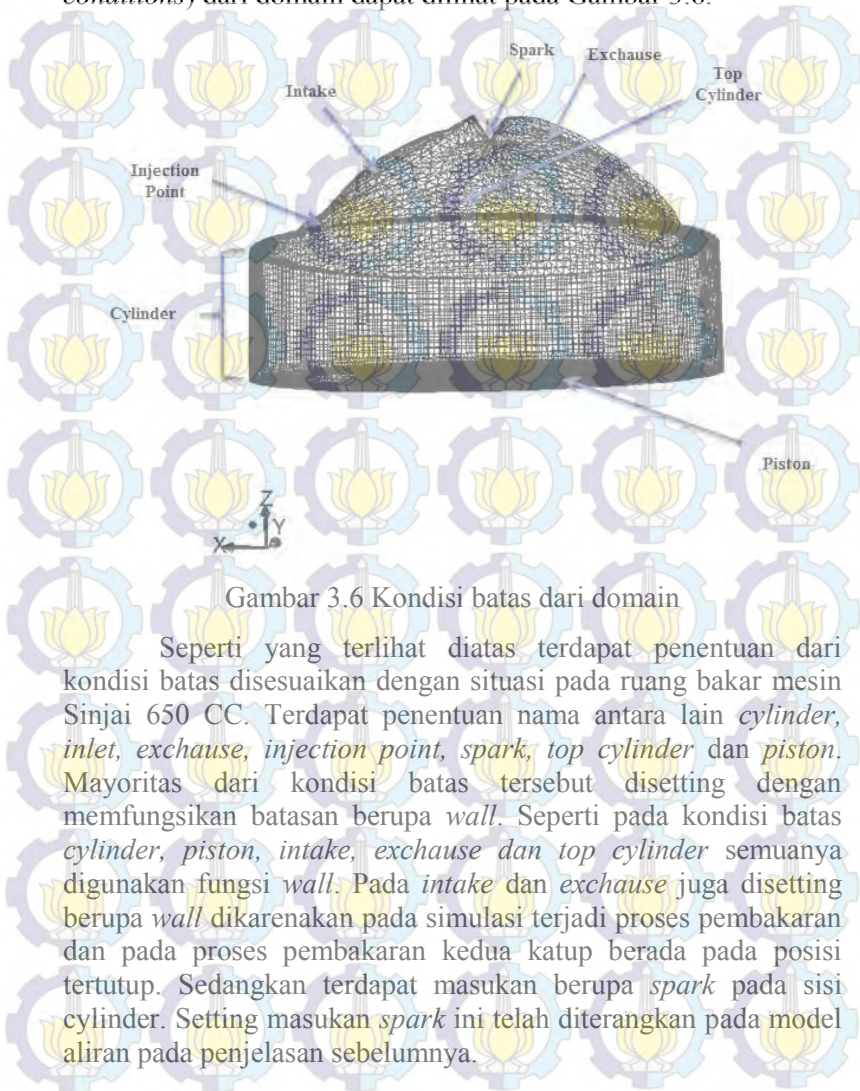 conditions) dari domain dapat dilihat pada Gambar 3.6.
Spark
Exchause
Top
Cylinder
Intake
Injection
Point
Cylinder
Piston
Z
Y
X
Gambar 3.6 Kondisi batas dari domain
Seperti yang terlihat diatas terdapat penentuan dari
kondisi batas disesuaikan dengan situasi pada ruang bakar mesin
Sinjai 650 CC. Terdapat penentuan nama antara lain cylinder,
inlet, exchause, injection point, spark, top cylinder dan piston.
Mayoritas dari kondisi batas tersebut disetting dengan
memfungsikan batasan berupa wall. Seperti pada kondisi batas
cylinder, piston, intake, exchause dan top cylinder semuanya
digunakan fungsi wall. Pada intake dan exchause juga disetting
berupa wall dikarenakan pada simulasi terjadi proses pembakaran
dan pada proses pembakaran kedua katup berada pada posisi
tertutup. Sedangkan terdapat masukan berupa spark pada sisi
cylinder. Setting masukan spark ini telah diterangkan pada model
aliran pada penjelasan sebelumnya.